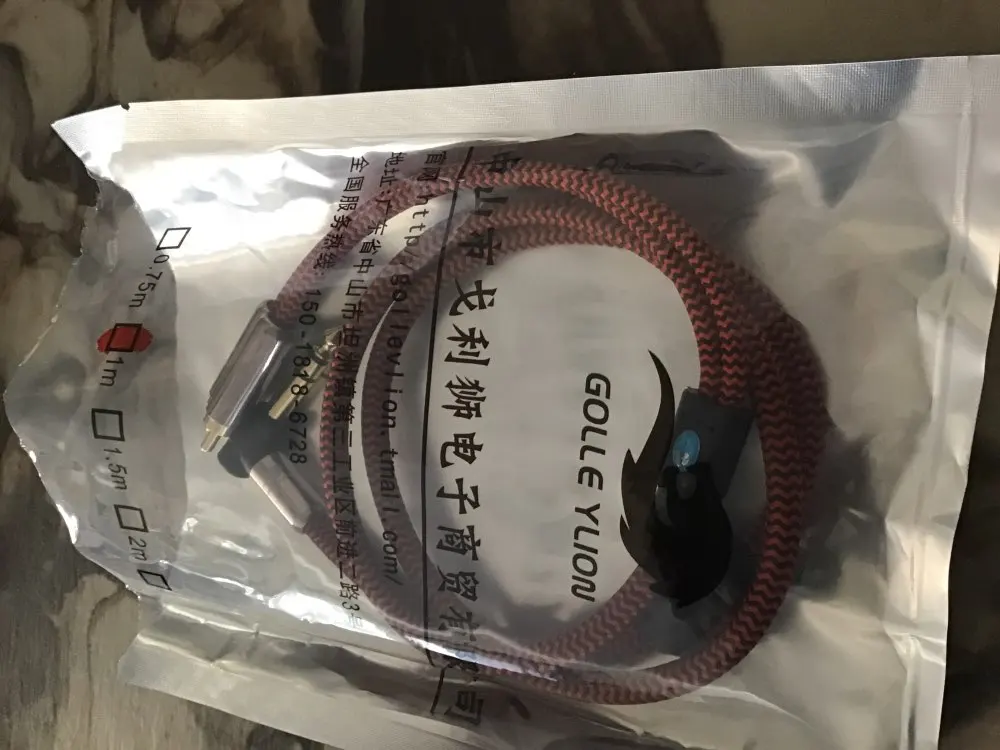 GOLLE YLION
中山市戈利狮电子商贸有限公司
官网:http://golleylion.tmall.com/
地址:广东省中山市坦洲镇第三工业区前进二路3号
全国服务热线:150-1818-6728
□0.75m □1m □1.5m □2m □